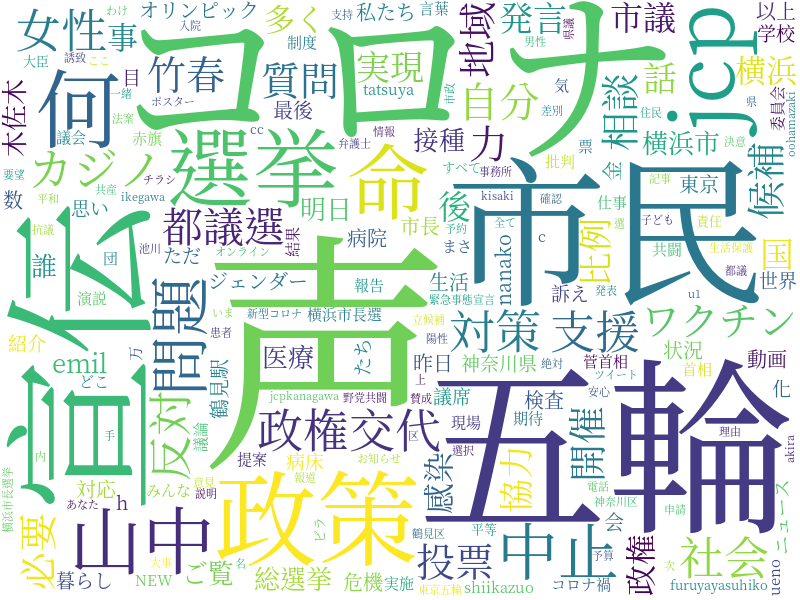 オリンピック
多く
私たち
言葉
発言
地域
市議
以上
学校
女性
事
わけ
入院
支持
制度
男性
県議
コロナ
jcp
大臣
誘致
ここ
一緒
ポスター
目
竹春
質問
実現
tatsuya
市政
自分
気
差別
話
相談
横浜
県
委員会
何
木佐木
法案
最後
cc
情報
弁護士
接種
力
すべて
事務所
批判
票
住民
決意
横浜市
oohamazaki
議会
赤旗
選挙
命
要望
カジノ
チラシ
共産
平和
ikegawa
数
思い
明日
kisaki
確認
金
仕事
記事
東京
候補
抗議
団
池川
都議選
結果
市長
後
全て
予約
まさ
c
市民
比例
子ども
責任
選
共闘
生活保護
宣伝
誰
ただ
病院
オンライン
nanako
国
演説
ジェンダー
声
報告
生活
訴え
緊急事態宣言
発表
u1
都議
世界
問題
新型コロナ
いま
横浜市長選
患者
立候補
対策
支援
ワクチン
紹介
万
emil
どこ
鶴見駅
医療
たち
陽性
昨日
神奈川県
絶対
菅首相
ツイート
状況
首相
動画
jcpkanagawa
野党共闘
上
賛成
議席
検査
安心
化
横浜市長選挙
反対
手
内
議論
政権交代
区
現場
期待
選択
開催
五輪
理由
akira
提案
病床
お知らせ
感染
協力
電話
神奈川区
ニュース
あなた
h
対応
みんな
意見
説明
報道
政策
ビラ
会
申請
必要
山中
平等
鶴見区
投票
中止
予算
政権
社会
次
暮らし
NEW
大事
ご覧
名
総選挙
東京五輪
危機
実施
shiikazuo
コロナ禍
furuyayasuhiko
ueno